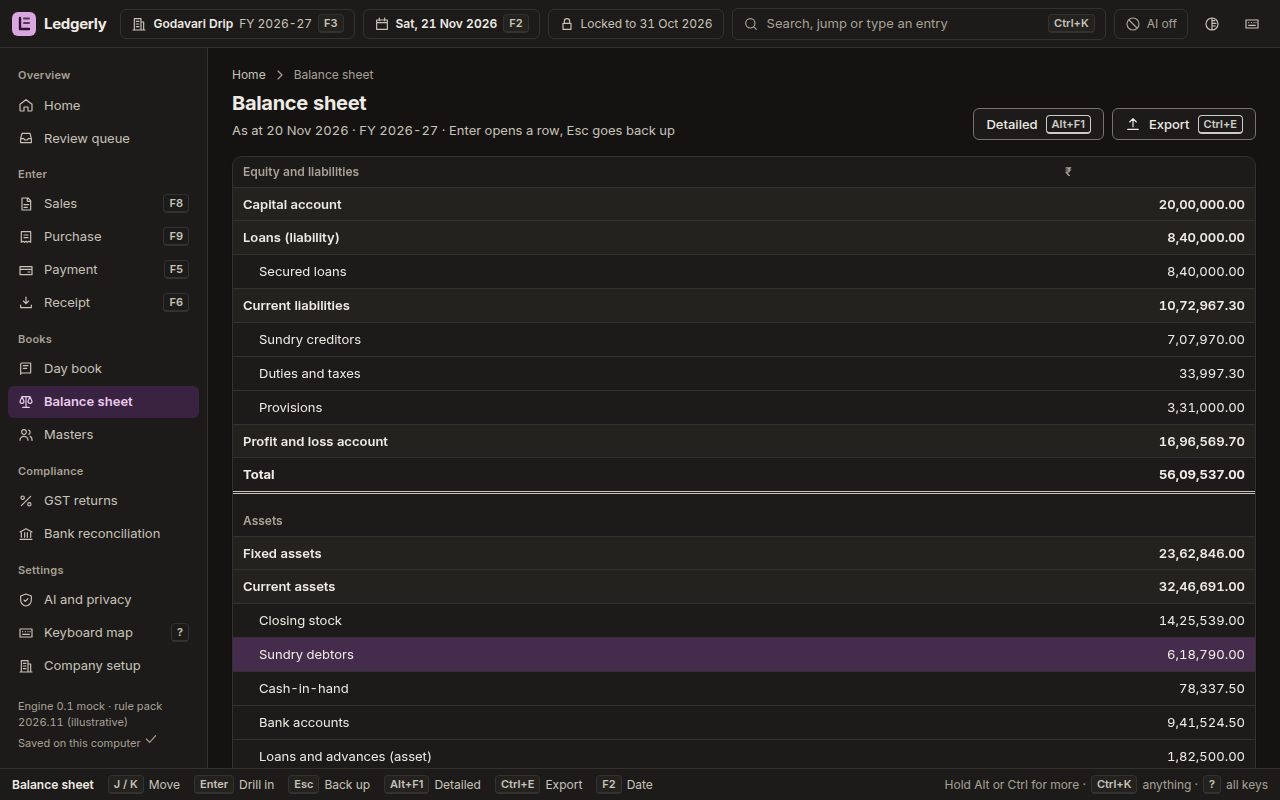 Ledgerly
Godavari Drip FY 2026-27 F3
Sat, 21 Nov 2026 F2
Locked to 31 Oct 2026
Search, jump or type an entry Ctrl+K
AI off
Overview
Home
Review queue
Enter
Sales F8
Purchase F9
Payment F5
Receipt F6
Books
Day book
Balance sheet
Masters
Compliance
GST returns
Bank reconciliation
Settings
AI and privacy
Keyboard map ?
Company setup
Engine 0.1 mock · rule pack
2026.11 (illustrative)
Saved on this computer
Home > Balance sheet
Balance sheet
As at 20 Nov 2026 · FY 2026-27 · Enter opens a row, Esc goes back up
Detailed Alt+F1
Export Ctrl+E
Equity and liabilities ₹
Capital account 20,00,000.00
Loans (liability) 8,40,000.00
Secured loans 8,40,000.00
Current liabilities 10,72,967.30
Sundry creditors 7,07,970.00
Duties and taxes 33,997.30
Provisions 3,31,000.00
Profit and loss account 16,96,569.70
Total 56,09,537.00
Assets
Fixed assets 23,62,846.00
Current assets 32,46,691.00
Closing stock 14,25,539.00
Sundry debtors 6,18,790.00
Cash-in-hand 78,337.50
Bank accounts 9,41,524.50
Loans and advances (asset) 1,82,500.00
Balance sheet J / K Move Enter Drill in Esc Back up Alt+F1 Detailed Ctrl+E Export F2 Date
Hold Alt or Ctrl for more · Ctrl+K anything · ? all keys